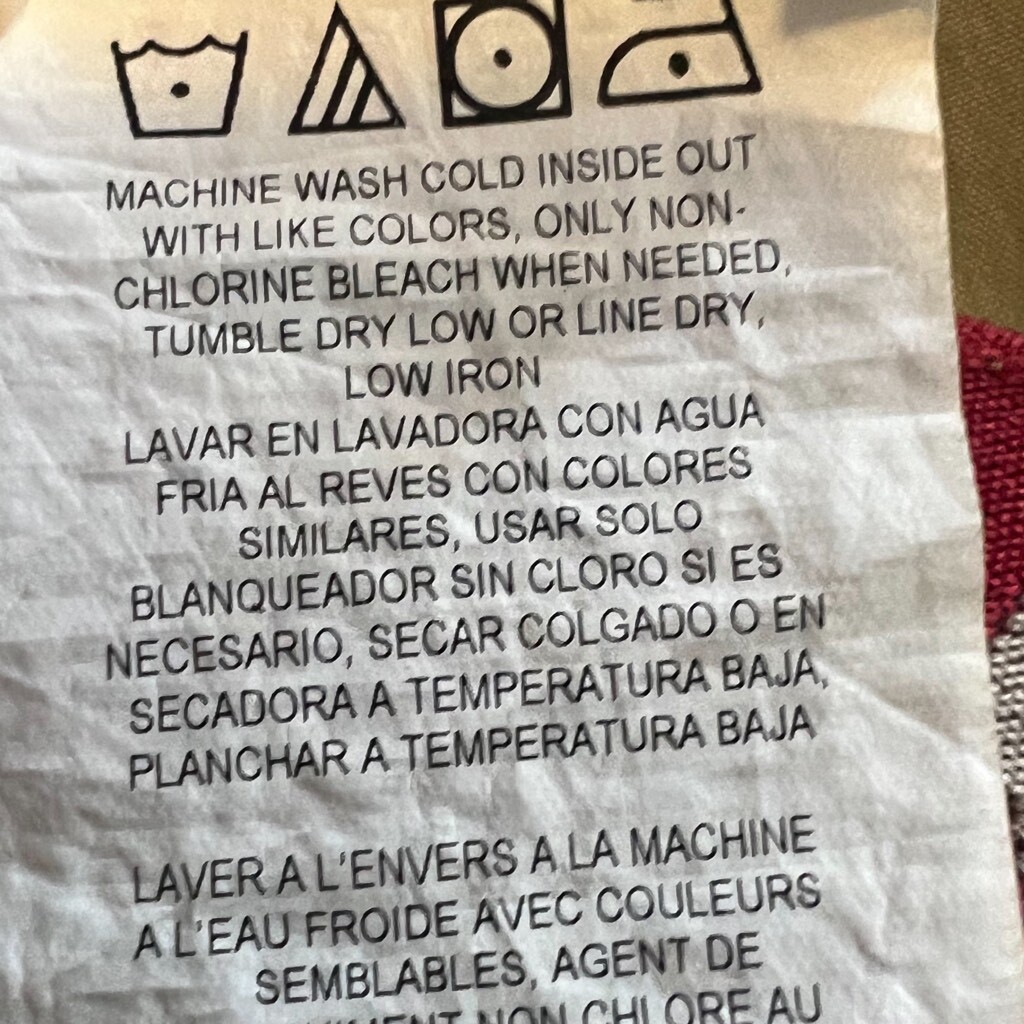 MACHINE WASH COLD INSIDE OUT
WITH LIKE COLORS, ONLY NON-
CHLORINE BLEACH WHEN NEEDED,
TUMBLE DRY LOW OR LINE DRY,
LOW IRON
LAVAR EN LAVADORA CON AGUA
FRIA AL REVES CON COLORES
SIMILARES, USAR SOLO
BLANQUEADOR SIN CLORO SI ES
NECESARIO, SECAR COLGADO O EN
SECADORA A TEMPERATURA BAJA,
PLANCHAR A TEMPERATURA BAJA
LAVER A L'ENVERS A LA MACHINE
A L'EAU FROIDE AVEC COULEURS
SEMBLABLES, AGENT DE
NON CHLORE AU